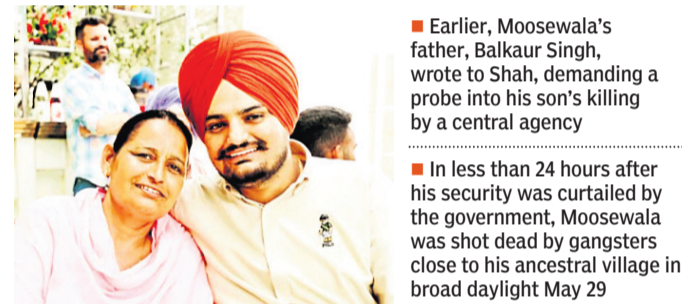 ■ Earlier, Moosewala's
father, Balkaur Singh,
wrote to Shah, demanding a
probe into his son's killing
by a central agency
■ In less than 24 hours after
his security was curtailed by
the government, Moosewala
was shot dead by gangsters
close to his ancestral village in
broad daylight May 29